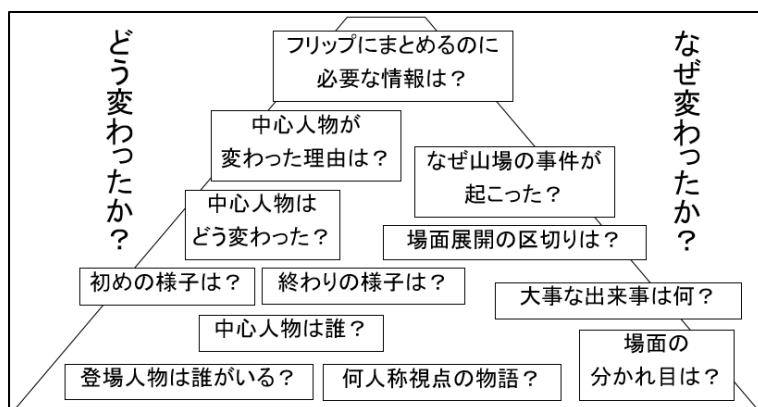 どう変わったか？
なぜ変わったか？
フリップにまとめるのに
必要な情報は？
中心人物が
変わった理由は？
なぜ山場の事件が
起こった？
中心人物は
どう変わった？
場面展開の区切りは？
初めの様子は？
終わりの様子は？
大事な出来事は何？
中心人物は誰？
場面の
分かれ目は？
登場人物は誰がいる？
何人称視点の物語？